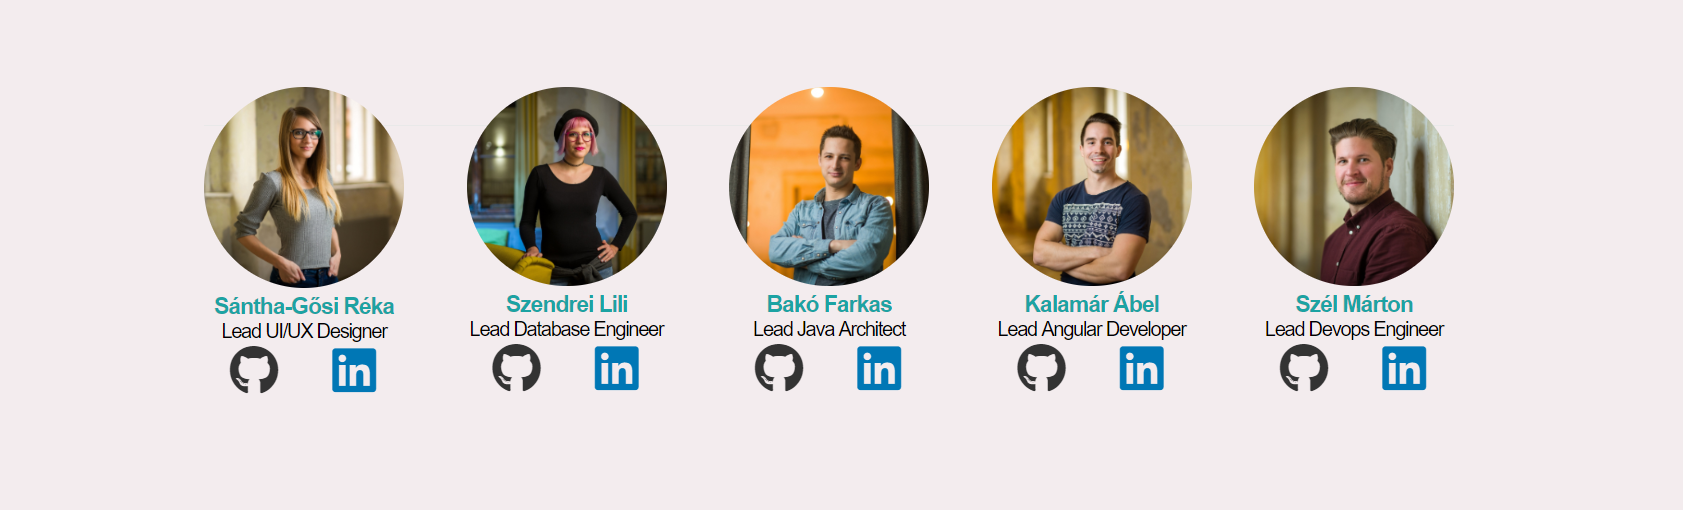 Sántha-Gősi Réka
Lead UI/UX Designer
Szendrei Lili
Lead Database Engineer
Bakó Farkas
Lead Java Architect
Kalamár Ábel
Lead Angular Developer
Szél Márton
Lead Devops Engineer
in
in
in
in
in